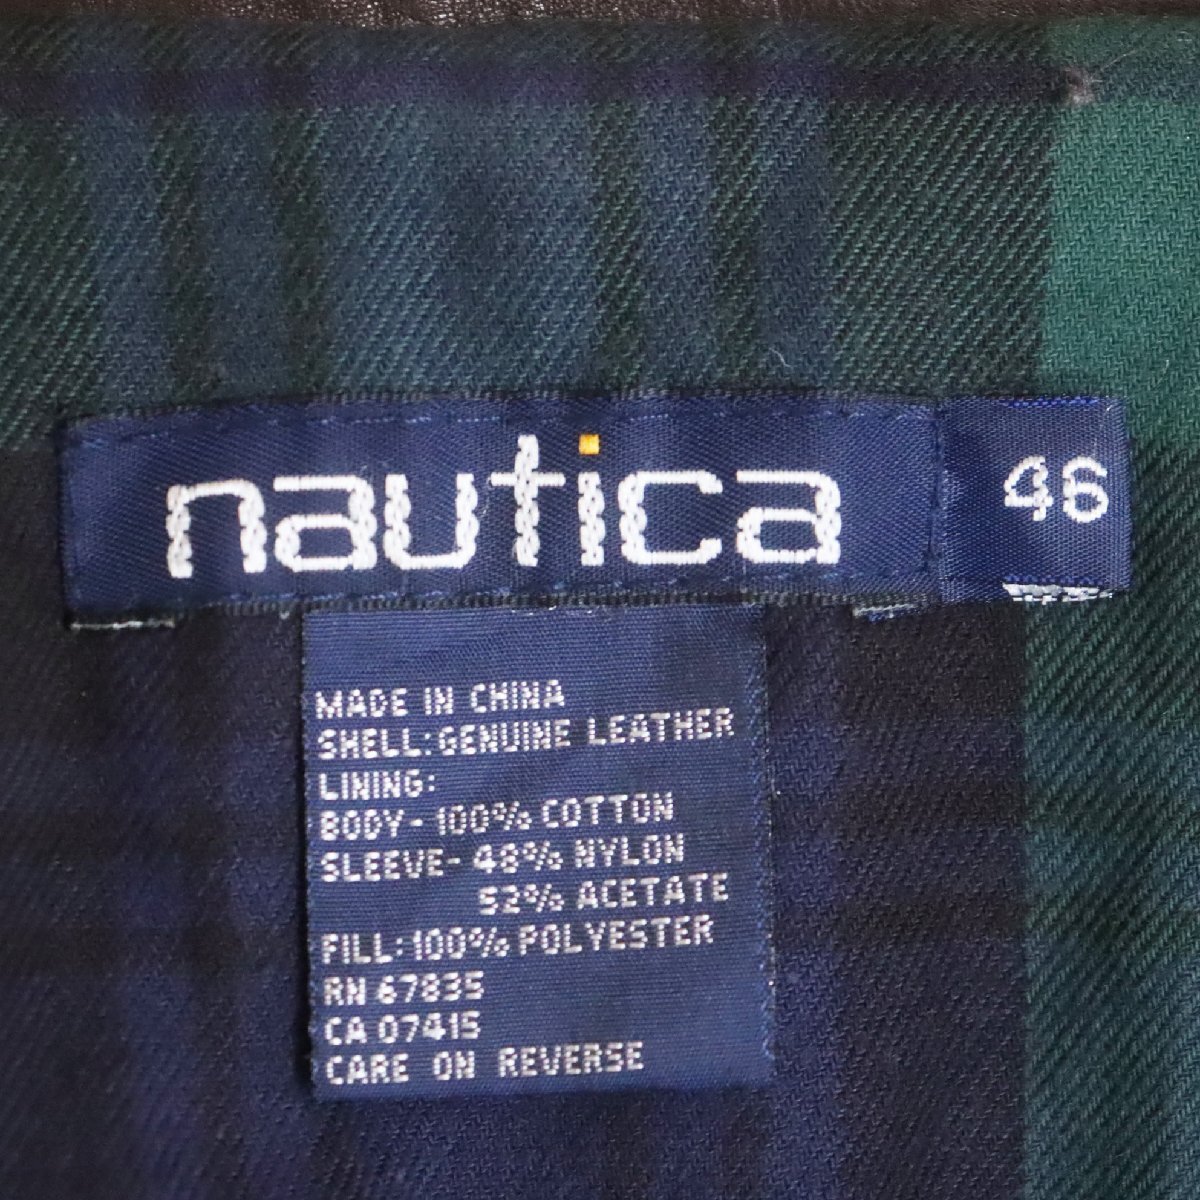 nautica
46
MADE IN CHINA
SHELL: GENUINE LEATHER
LINING:
BODY- 100% COTTON
SLEEVE- 48% NYLON
52% ACETATE
FILL: 100% POLYESTER
RN 67835
CA 07415
CARE ON REVERSE